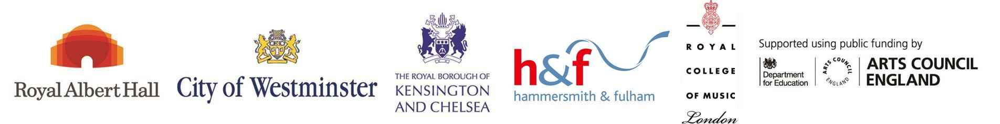 Royal Albert Hall
City of Westminster
THE ROYAL BOROUGH OF
KENSINGTON
AND CHELSEA
h&f
hammersmith & fulham
ROYAL
COLLEGE
OF MUSIC
London
Supported using public funding by
Department
for Education
ARTS COUNCIL
ENGLAND
ARTS COUNCIL
ENGLAND